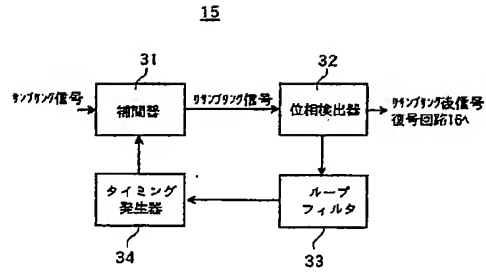 15
31
32
サンプリング信号
補間器
リサンプリング信号
位相検出器
リサンプリング後信号
復号回路16へ
タイミング
発生器
ループ
フィルタ
34
33